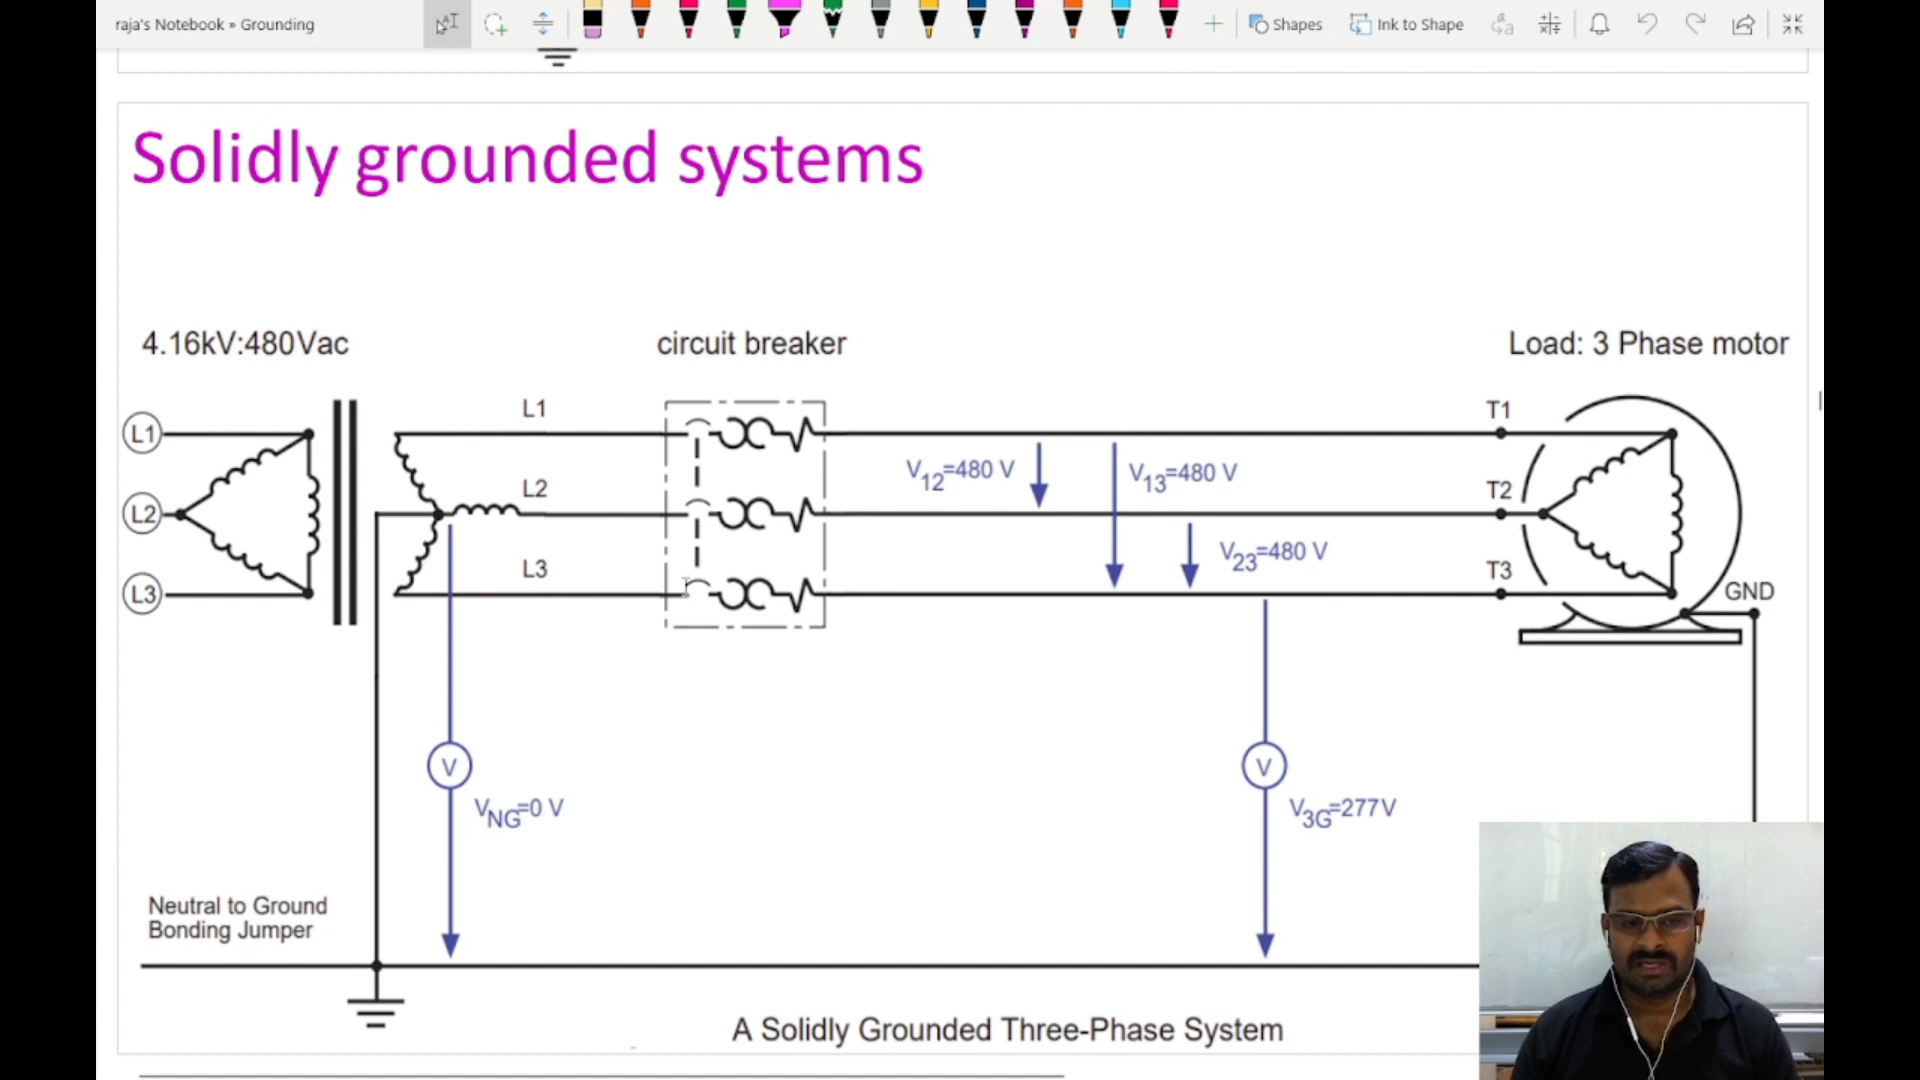 raja's Notebook » Grounding
Shapes
Ink to Shape
Solidly grounded systems
4.16kV:480Vac
circuit breaker
Load: 3 Phase motor
L1
L1
T1
V12=480 V
V13=480 V
L2
L2
T2
V23=480 V
L3
L3
T3
GND
V
V
VNG=0 V
V3G=277V
Neutral to Ground
Bonding Jumper
A Solidly Grounded Three-Phase System